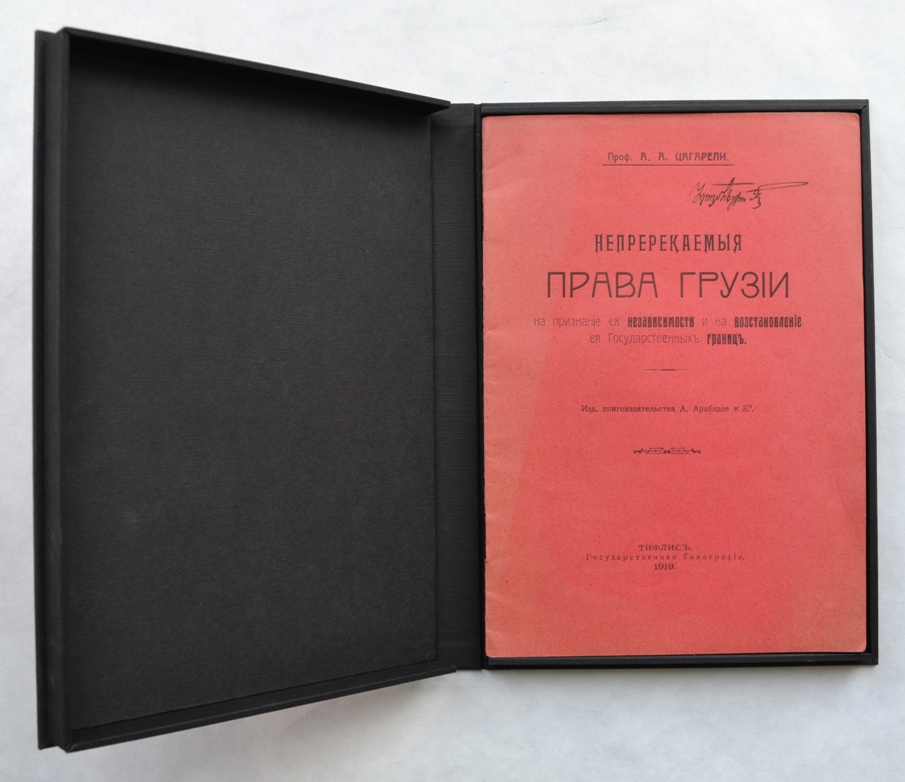 Проф. А. А. ЦАГАРЕЛИ.
НЕПРЕРЕКАЕМЫЯ
ПРАВА ГРУЗІИ
на признаніе ея независимости и на возстановленіе
ея Государственныхъ границъ.
Изд. книгоиздательства А. Арабидзе и Кº.
ТИФЛИСЪ.
Государственная Типографія.
1919.